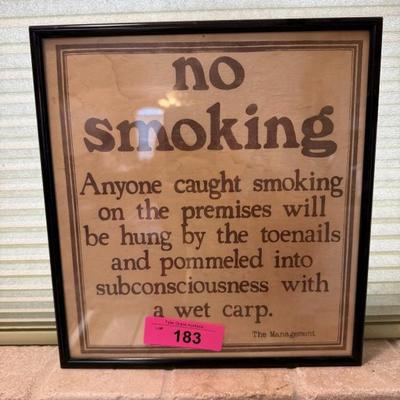 no
smoking
Anyone caught smoking
on the premises will
be hung by the toenails
and pommeled into
subconsciousness with
a wet carp.
The Management
183